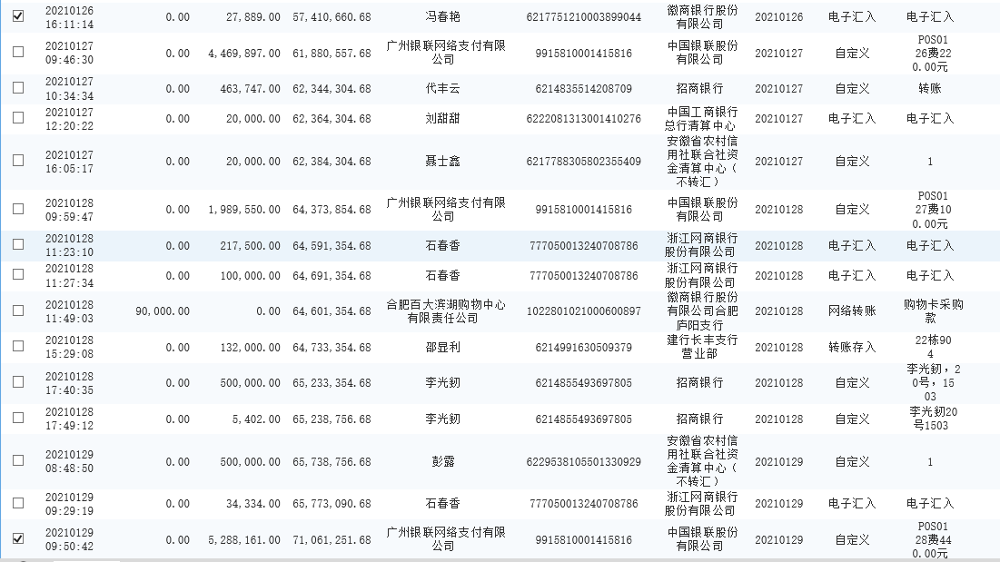 20210126 16:11:14 0.00 27,889.00 57,410,660.68 冯春艳 6217751210003899044 徽商银行股份有限公司 20210126 电子汇入 电子汇入
20210127 09:46:30 0.00 4,469,897.00 61,880,557.68 广州银联网络支付有限公司 9915810001415816 中国银联股份有限公司 20210127 自定义 POS0126费220.00元
20210127 10:34:34 0.00 463,747.00 62,344,304.68 代丰云 6214835514208709 招商银行 20210127 自定义 转账
20210127 12:20:22 0.00 20,000.00 62,364,304.68 刘甜甜 6222081313001410276 中国工商银行总行清算中心 20210127 电子汇入 电子汇入
20210127 16:05:17 0.00 20,000.00 62,384,304.68 聂士鑫 6217788305802355409 安徽省农村信用社联合社资金清算中心（不转汇） 20210127 自定义 1
20210128 09:59:47 0.00 1,989,550.00 64,373,854.68 广州银联网络支付有限公司 9915810001415816 中国银联股份有限公司 20210128 自定义 POS0127费100.00元
20210128 11:23:10 0.00 217,500.00 64,591,354.68 石春香 777050013240708786 浙江网商银行股份有限公司 20210128 电子汇入 电子汇入
20210128 11:27:34 0.00 100,000.00 64,691,354.68 石春香 777050013240708786 浙江网商银行股份有限公司 20210128 电子汇入 电子汇入
20210128 11:49:03 90,000.00 0.00 64,601,354.68 合肥百大滨湖购物中心有限责任公司 1022801021000600897 徽商银行股份有限公司合肥庐阳支行 20210128 网络转账 购物卡采购款
20210128 15:29:08 0.00 132,000.00 64,733,354.68 邵显利 6214991630509379 建行长丰支行营业部 20210128 转账存入 22栋904
20210128 17:40:35 0.00 500,000.00 65,233,354.68 李光釰 6214855493697805 招商银行 20210128 自定义 李光釰，20号，1503
20210128 17:49:12 0.00 5,402.00 65,238,756.68 李光釰 6214855493697805 招商银行 20210128 自定义 李光釰20号1503
20210129 08:48:50 0.00 500,000.00 65,738,756.68 彭露 6229538105501330929 安徽省农村信用社联合社资金清算中心（不转汇） 20210129 自定义 1
20210129 09:29:19 0.00 34,334.00 65,773,090.68 石春香 777050013240708786 浙江网商银行股份有限公司 20210129 电子汇入 电子汇入
20210129 09:50:42 0.00 5,288,161.00 71,061,251.68 广州银联网络支付有限公司 9915810001415816 中国银联股份有限公司 20210129 自定义 POS0128费440.00元